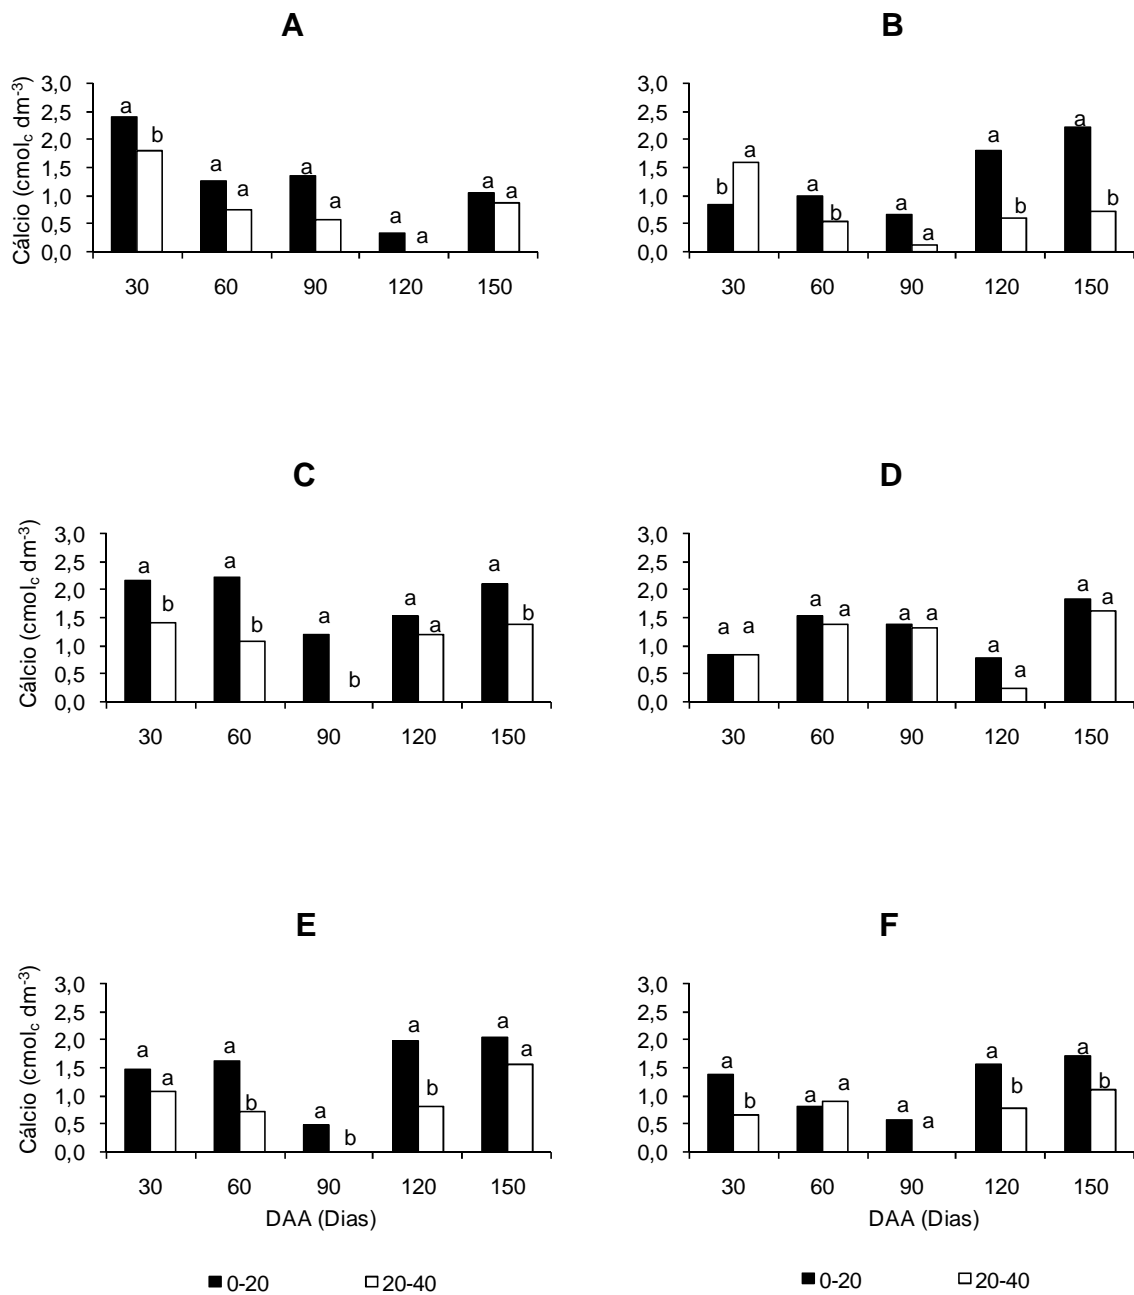 A
Cálcio (cmolc dm-3)
3,0
2,5
2,0
1,5
1,0
0,5
0,0
a b a a a a a a a a
30 60 90 120 150
B
3,0
2,5
2,0
1,5
1,0
0,5
0,0
b a a b a a a b a b
30 60 90 120 150
C
Cálcio (cmolc dm-3)
3,0
2,5
2,0
1,5
1,0
0,5
0,0
a b a b a b a a a b
30 60 90 120 150
D
3,0
2,5
2,0
1,5
1,0
0,5
0,0
a a a a a a a a a a
30 60 90 120 150
E
Cálcio (cmolc dm-3)
3,0
2,5
2,0
1,5
1,0
0,5
0,0
a a a b a b a b a a
30 60 90 120 150
DAA (Dias)
0-20 20-40
F
3,0
2,5
2,0
1,5
1,0
0,5
0,0
a b a a a a a b a b
30 60 90 120 150
DAA (Dias)
0-20 20-40